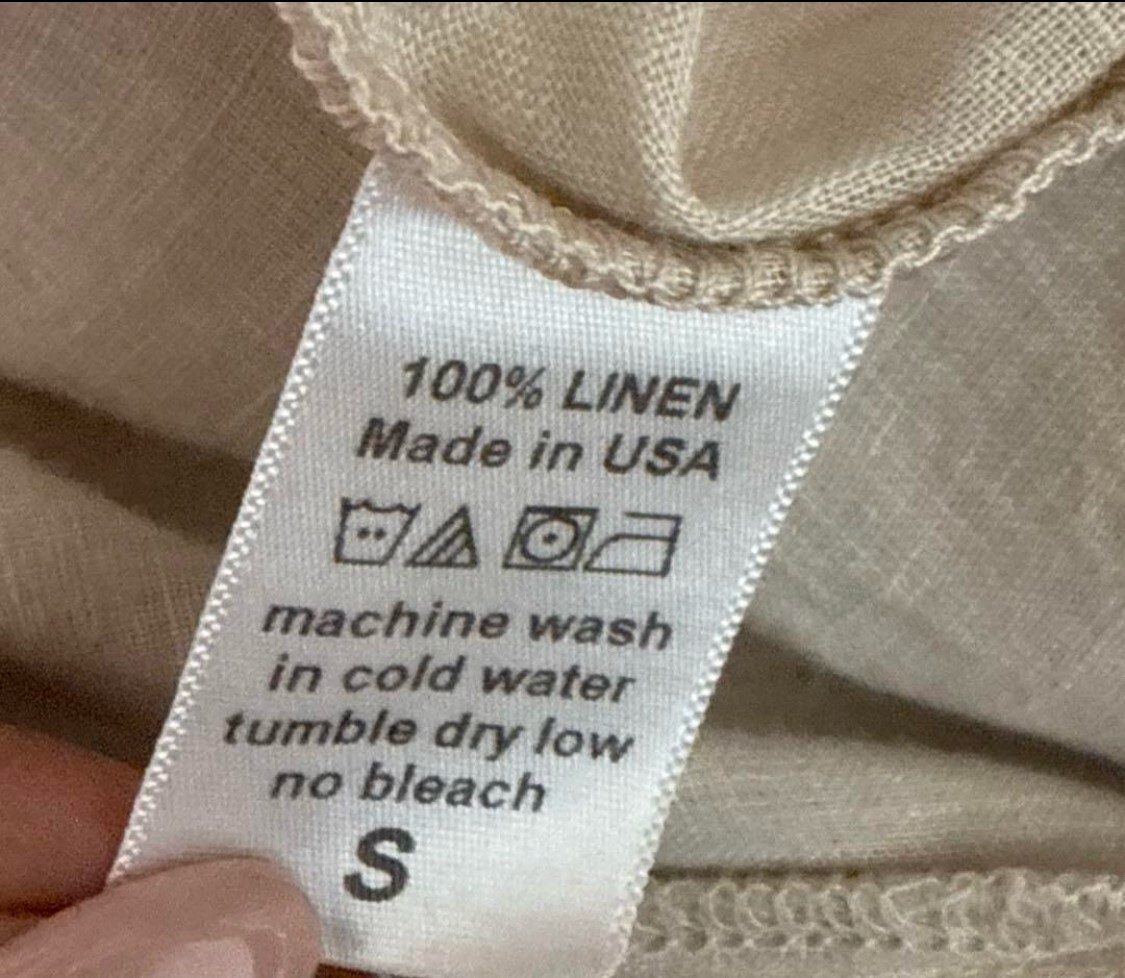 100% LINEN
Made in USA
machine wash
in cold water
tumble dry low
no bleach
S